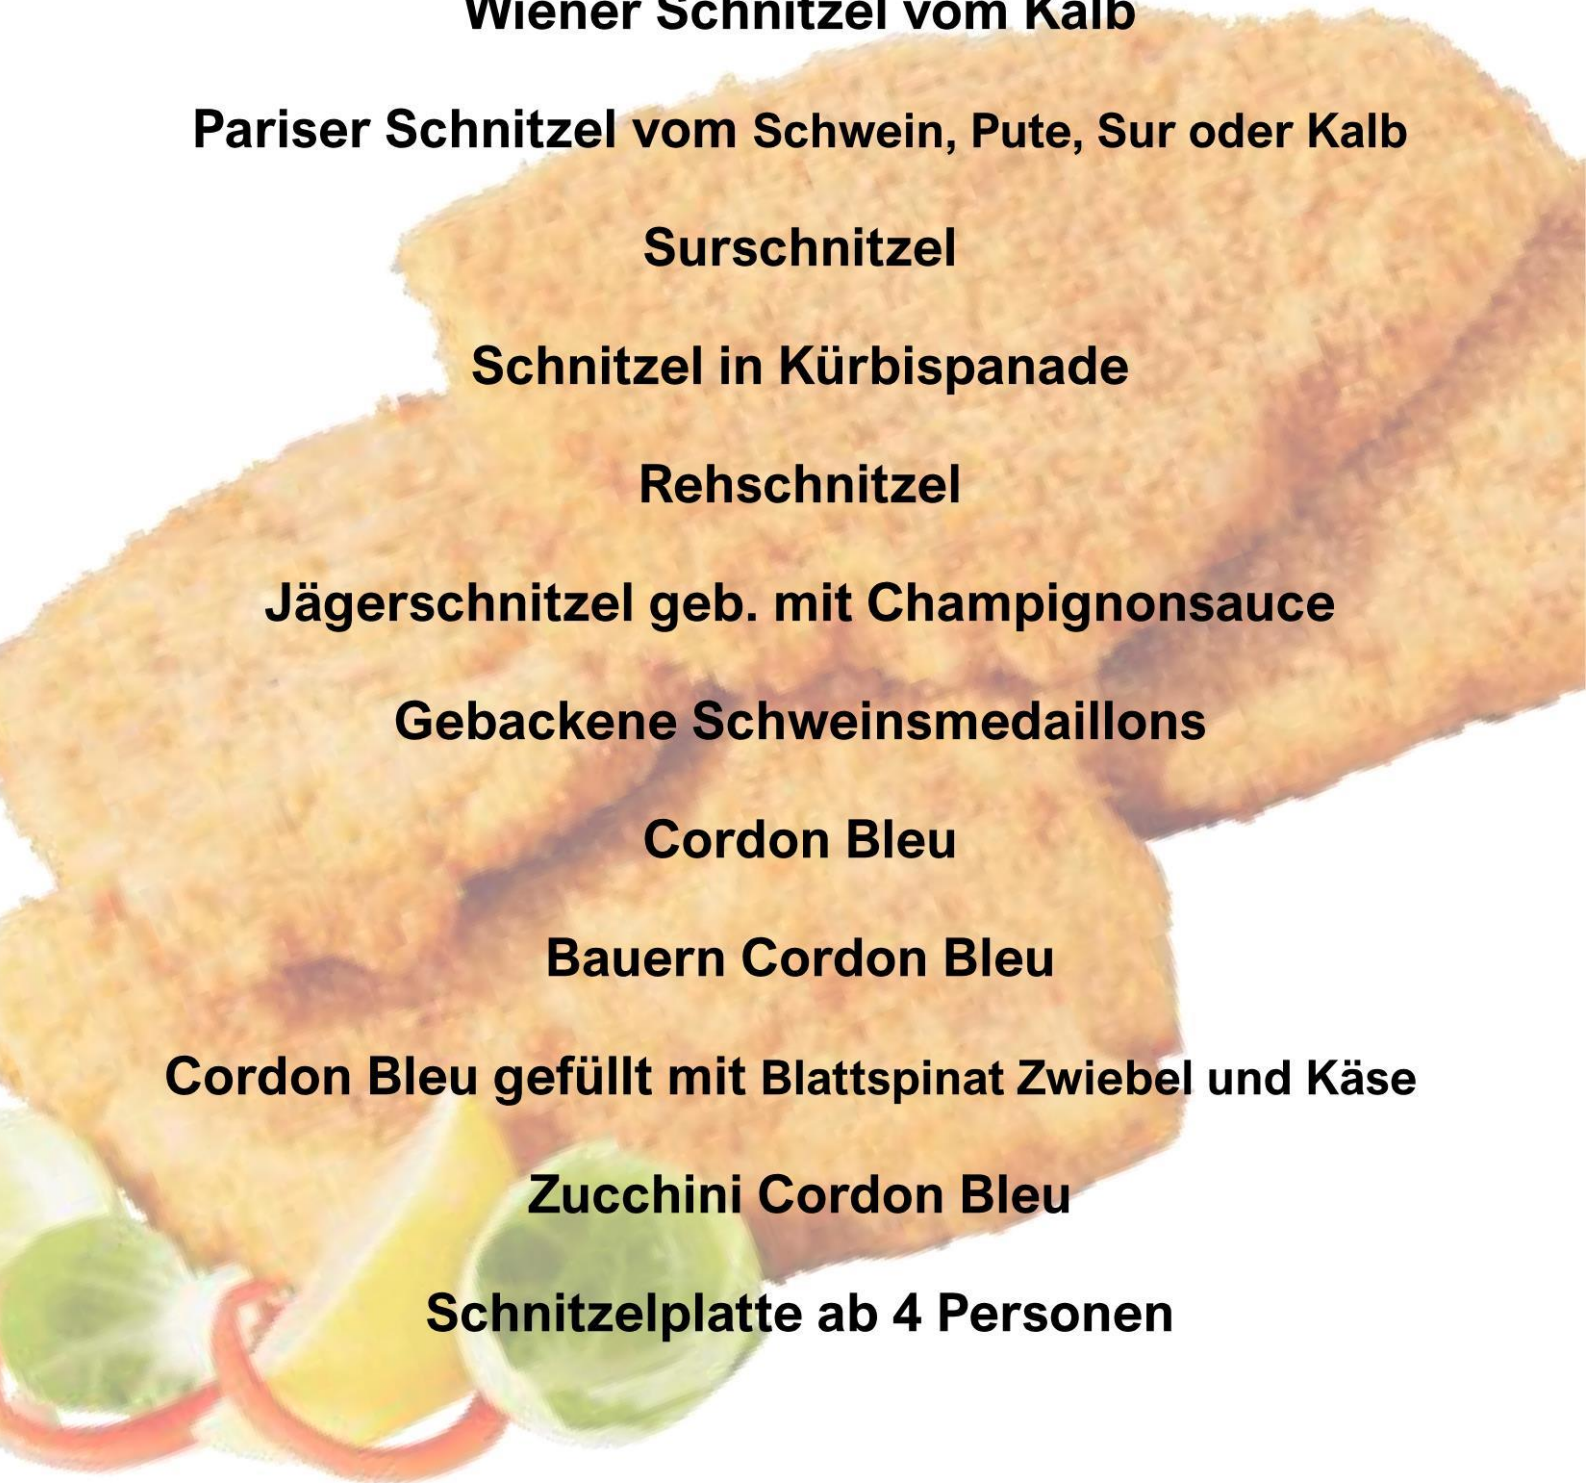 Wiener Schnitzel vom Kalb
Pariser Schnitzel vom Schwein, Pute, Sur oder Kalb
Surschnitzel
Schnitzel in Kürbispanade
Rehschnitzel
Jägerschnitzel geb. mit Champignonsauce
Gebackene Schweinsmedaillons
Cordon Bleu
Bauern Cordon Bleu
Cordon Bleu gefüllt mit Blattspinat Zwiebel und Käse
Zucchini Cordon Bleu
Schnitzelplatte ab 4 Personen